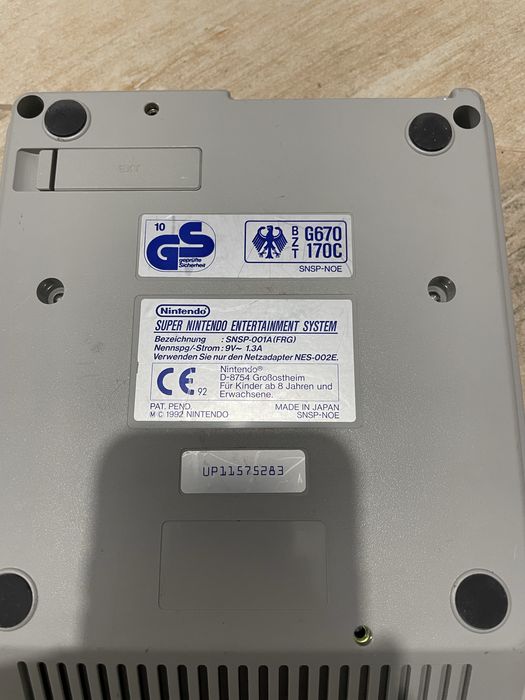 EXT
10
GS
geprüfte
Sicherheit
BZT
G670
170C
SNSP-NOE
Nintendo
SUPER NINTENDO ENTERTAINMENT SYSTEM
Bezeichnung : SNSP-001A(FRG)
Nennspg/-Strom : 9V~ 1.3A
Verwenden Sie nur den Netzadapter NES-002E.
CE 92
Nintendo®
D-8754 Großostheim
Für Kinder ab 8 Jahren und
Erwachsene.
PAT. PEND. MADE IN JAPAN
M © 1992 NINTENDO SNSP-NOE
UP11575283